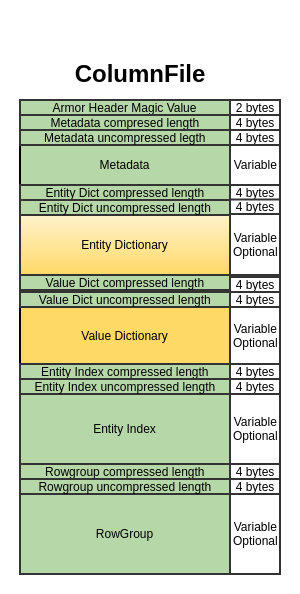 ColumnFile
Armor Header Magic Value 2 bytes
Metadata compresed length 4 bytes
Metadata uncompressed legth 4 bytes
Metadata Variable
Entity Dict compressed length 4 bytes
Entity Dict uncompressed length 4 bytes
Entity Dictionary Variable
Optional
Value Dict compressed length 4 bytes
Value Dict uncompressed length 4 bytes
Value Dictionary Variable
Optional
Entity Index compressed length 4 bytes
Entity Index uncompressed length 4 bytes
Entity Index Variable
Optional
Rowgroup compressed length 4 bytes
Rowgroup uncompressed length 4 bytes
RowGroup Variable
Optional